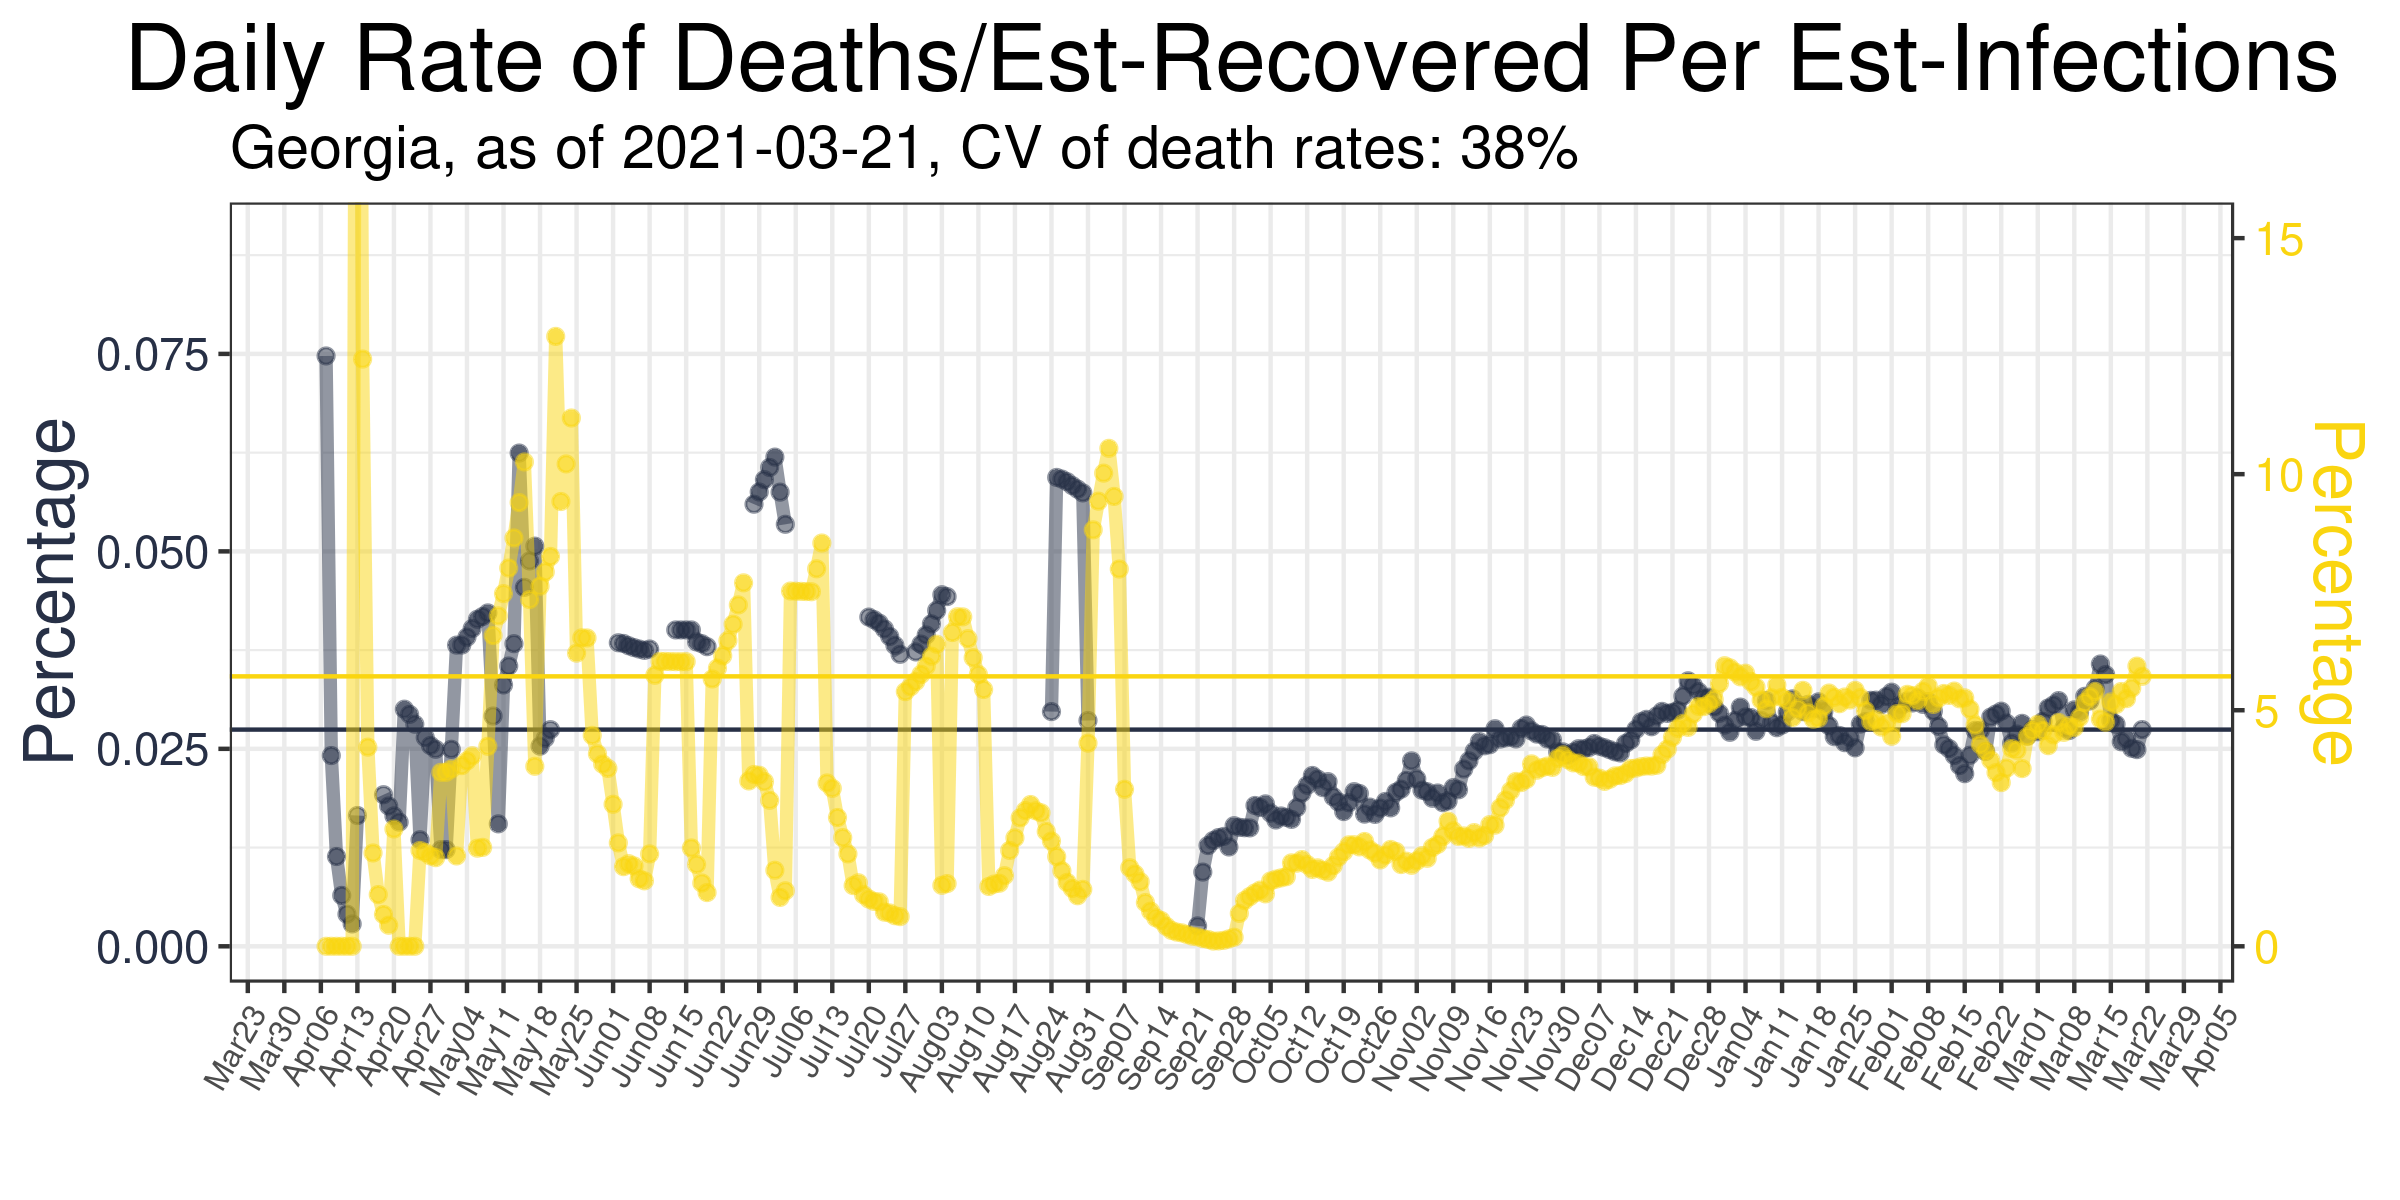 Daily Rate of Deaths/Est-Recovered Per Est-Infections
Georgia, as of 2021-03-21, CV of death rates: 38%
Percentage
0.075
0.050
0.025
0.000
15
10
5
0
Percentage
Mar23
Mar30
Apr06
Apr13
Apr20
Apr27
May04
May11
May18
May25
Jun01
Jun08
Jun15
Jun22
Jun29
Jul06
Jul13
Jul20
Jul27
Aug03
Aug10
Aug17
Aug24
Aug31
Sep07
Sep14
Sep21
Sep28
Oct05
Oct12
Oct19
Oct26
Nov02
Nov09
Nov16
Nov23
Nov30
Dec07
Dec14
Dec21
Dec28
Jan04
Jan11
Jan18
Jan25
Feb01
Feb08
Feb15
Feb22
Mar01
Mar08
Mar15
Mar22
Mar29
Apr05